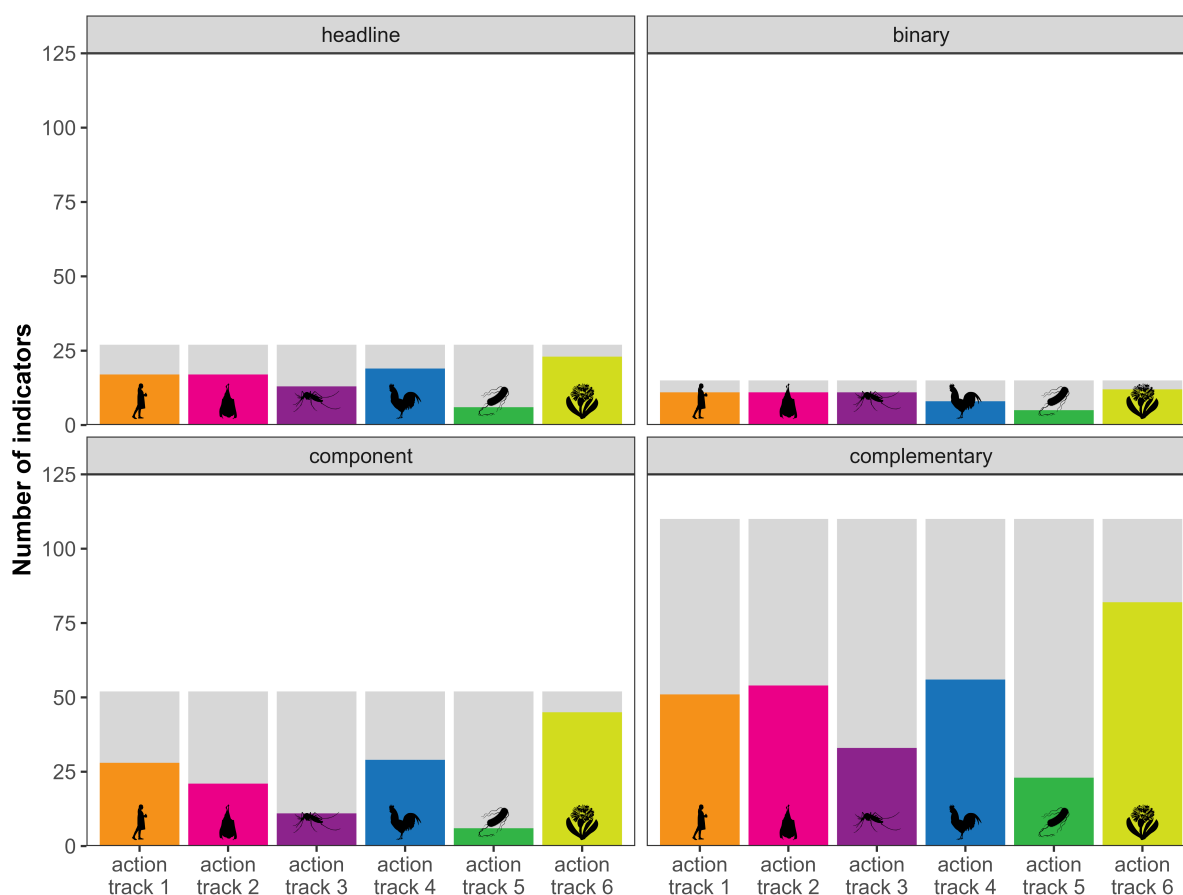 headline
binary
125
100
75
50
25
0
Number of indicators
component
complementary
125
100
75
50
25
0
action
track 1
action
track 2
action
track 3
action
track 4
action
track 5
action
track 6
action
track 1
action
track 2
action
track 3
action
track 4
action
track 5
action
track 6